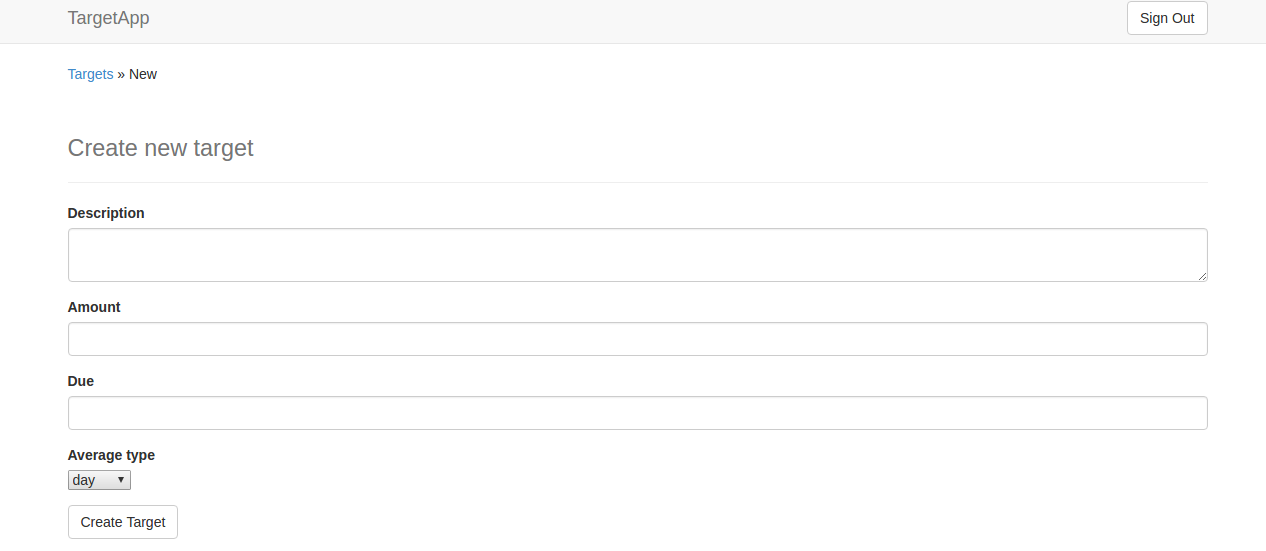 TargetApp
Sign Out
Targets » New
Create new target
Description
Amount
Due
Average type
day
Create Target